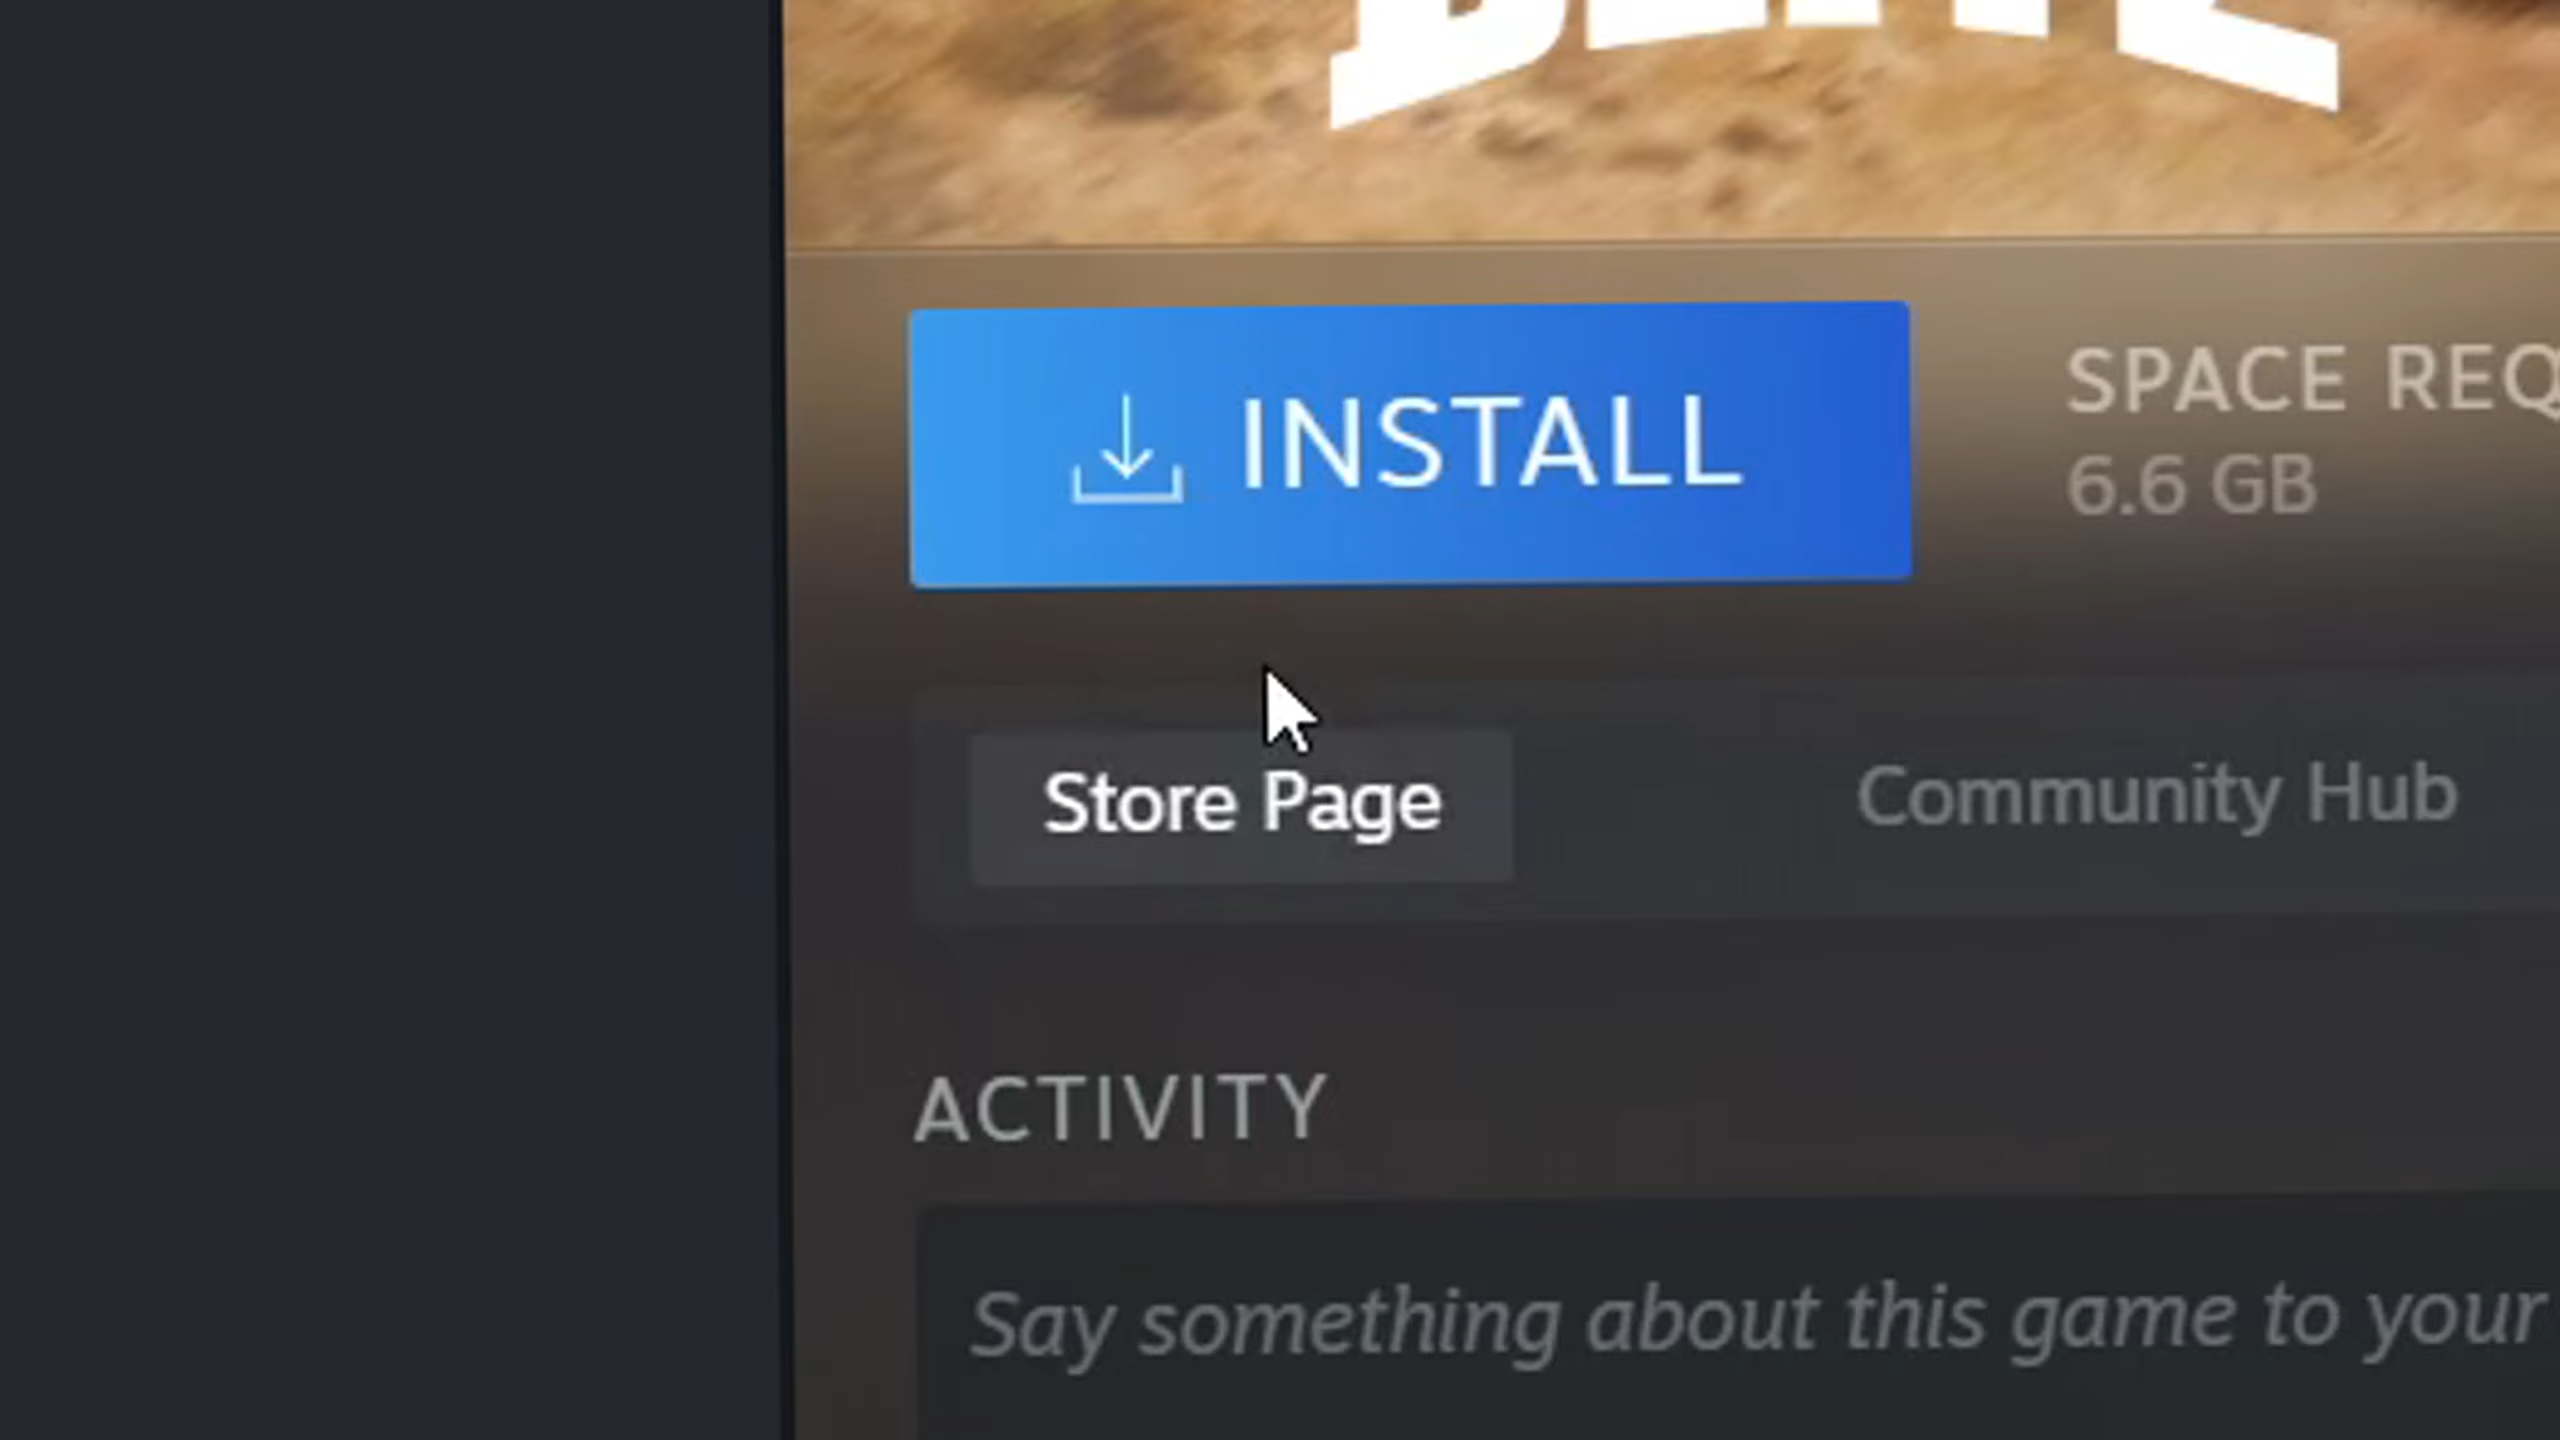 INSTALL
SPACE REQ
6.6 GB
Store Page
Community Hub
ACTIVITY
Say something about this game to your